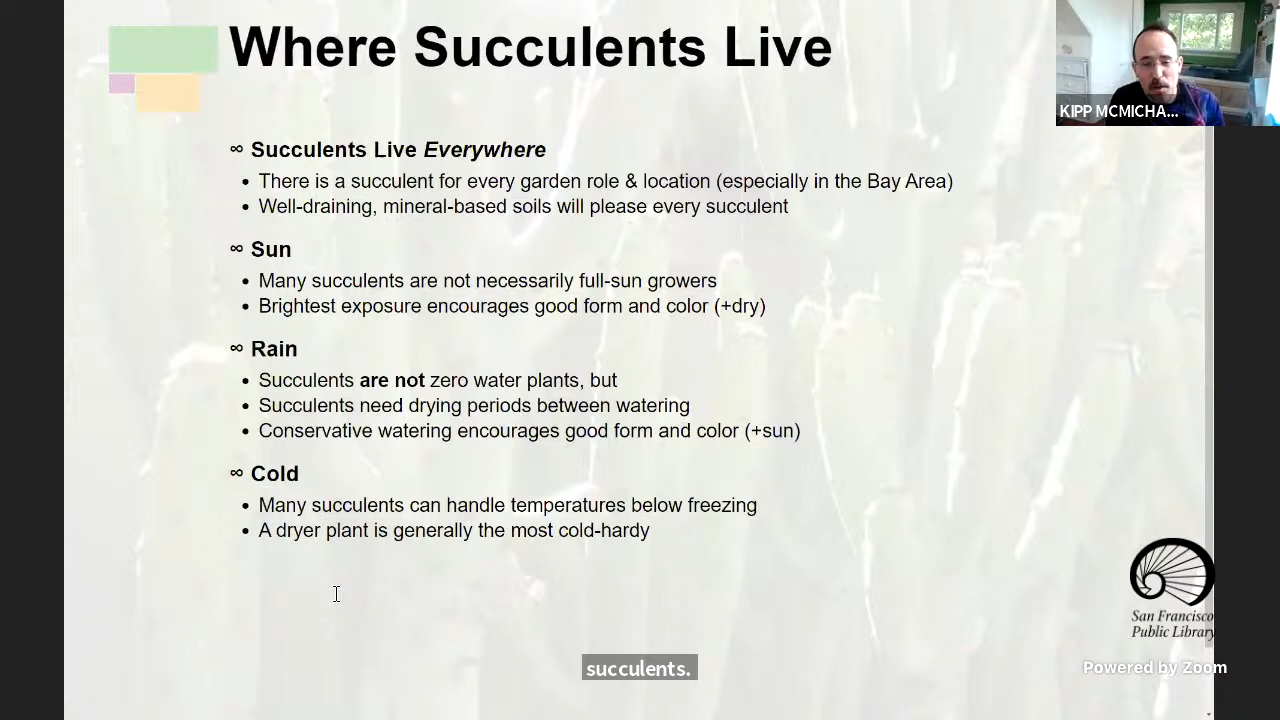 Where Succulents Live
KIPP MCMICHA...
∞ Succulents Live Everywhere
• There is a succulent for every garden role & location (especially in the Bay Area)
• Well-draining, mineral-based soils will please every succulent
∞ Sun
• Many succulents are not necessarily full-sun growers
• Brightest exposure encourages good form and color (+dry)
∞ Rain
• Succulents are not zero water plants, but
• Succulents need drying periods between watering
• Conservative watering encourages good form and color (+sun)
∞ Cold
• Many succulents can handle temperatures below freezing
• A dryer plant is generally the most cold-hardy
San Francisco
Public Library
succulents.
Powered by Zoom